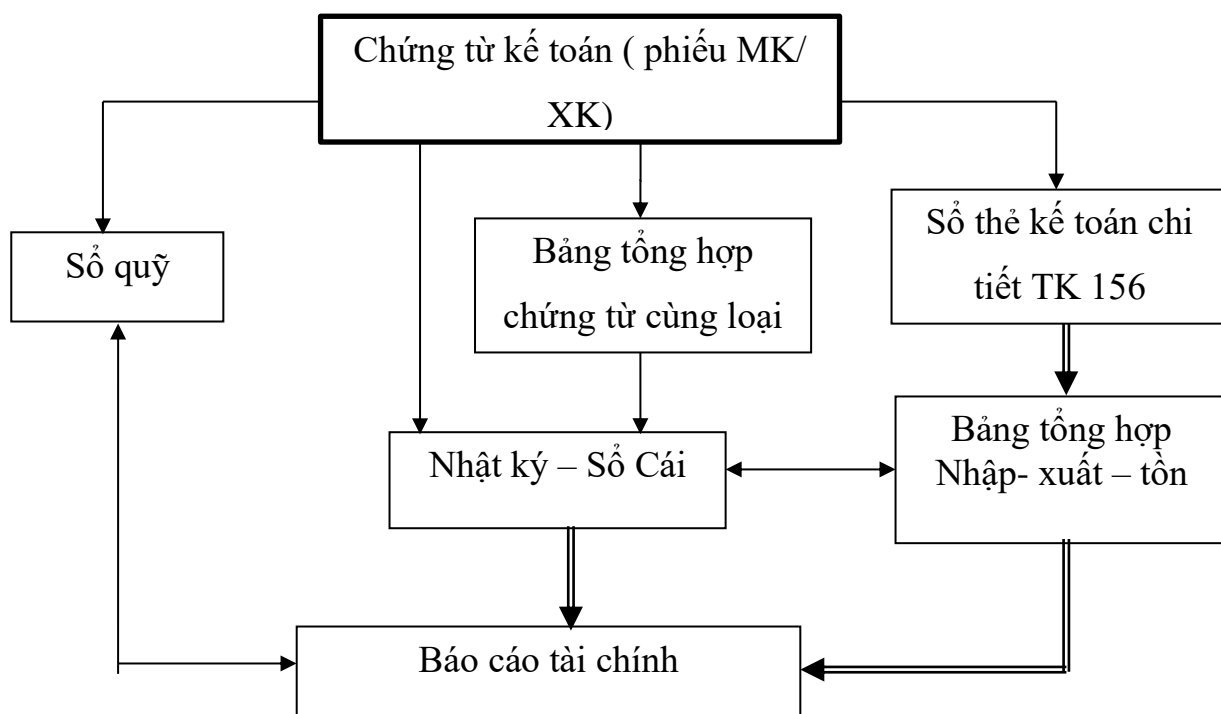 Chứng từ kế toán ( phiếu MK/
XK)
Sổ quỹ
Bảng tổng hợp
chứng từ cùng loại
Sổ thẻ kế toán chi
tiết TK 156
Nhật ký – Sổ Cái
Bảng tổng hợp
Nhập- xuất – tồn
Báo cáo tài chính